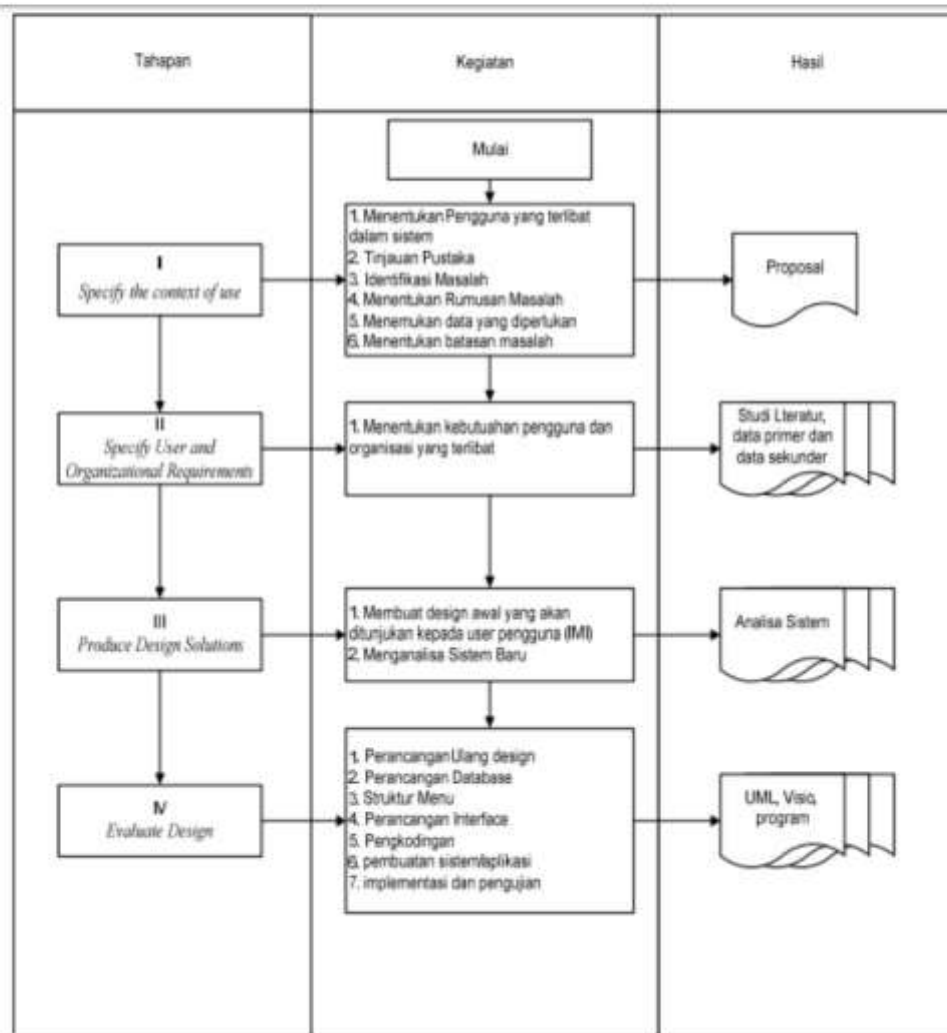 Tahapan
Kegiatan
Hasil
Mulai
I
Specify the context of use
1. Menentukan Pengguna yang terlibat
dalam sistem
2. Tinjauan Pustaka
3. Identifikasi Masalah
4. Menentukan Rumusan Masalah
5. Menemukan data yang diperlukan
6. Menentukan batasan masalah
Proposal
II
Specify User and
Organizational Requirements
1. Menentukan kebutuahan pengguna dan
organisasi yang terlibat
Studi Lteratur,
data primer dan
data sekunder
III
Produce Design Solutions
1. Membuat design awal yang akan
ditunjukan kepada user pengguna (IMI)
2. Menganalisa Sistem Baru
Analisa Sistem
IV
Evaluate Design
1. Perancangan Ulang design
2. Perancangan Database
3. Struktur Menu
4. Perancangan Interface
5. Pengkodingan
6. pembuatan sistem/aplikasi
7. implementasi dan pengujian
UML, Visio,
program